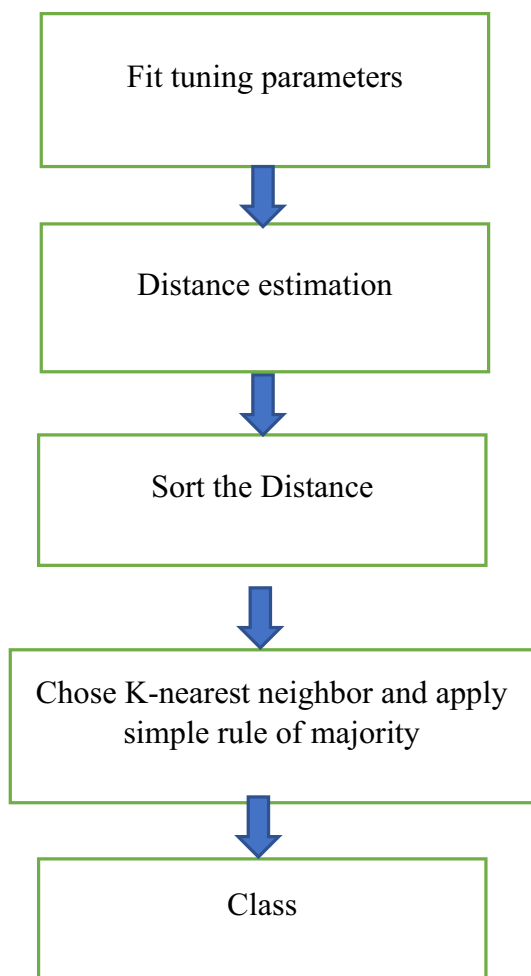 Fit tuning parameters
Distance estimation
Sort the Distance
Chose K-nearest neighbor and apply
simple rule of majority
Class